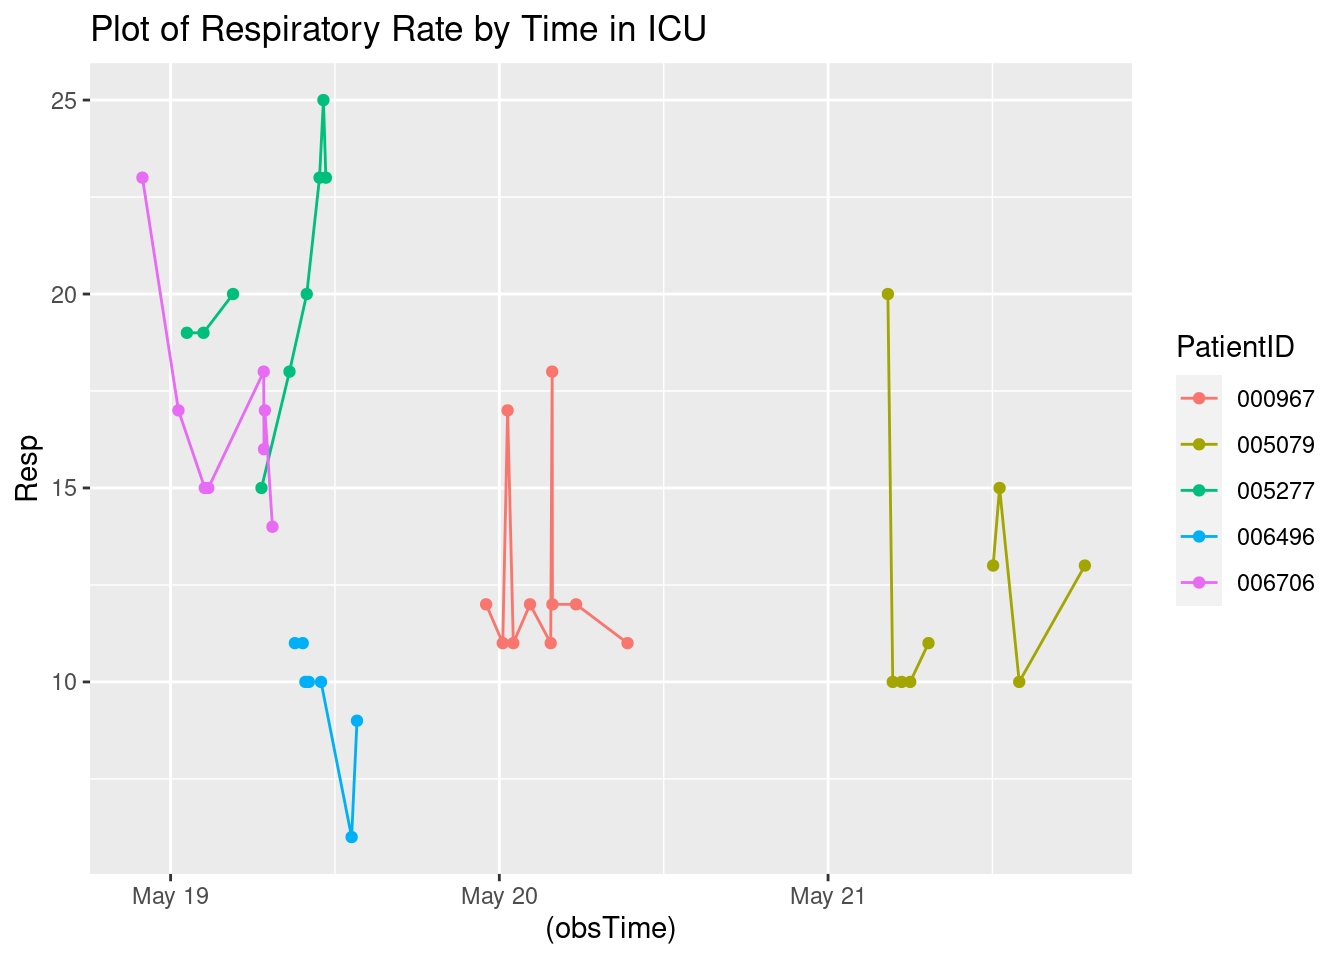 Plot of Respiratory Rate by Time in ICU
25
20
15
10
Resp
May 19
May 20
May 21
(obsTime)
PatientID
000967
005079
005277
006496
006706